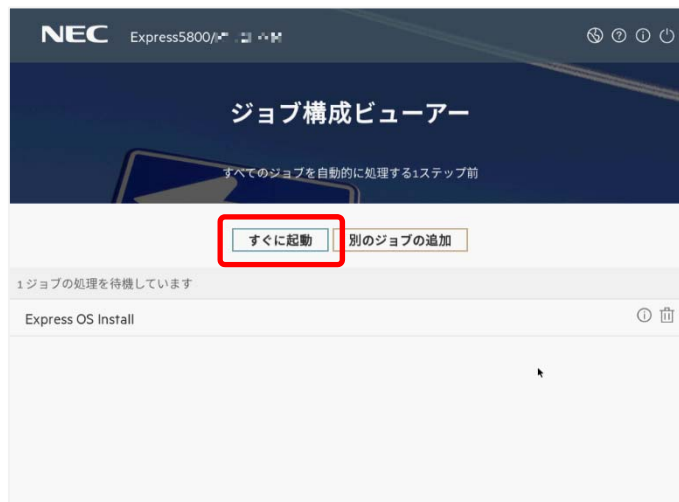 NEC Express5800/
ジョブ構成ビューアー
すべてのジョブを自動的に処理する1ステップ前
すぐに起動 別のジョブの追加
1 ジョブの処理を待機しています
Express OS Install